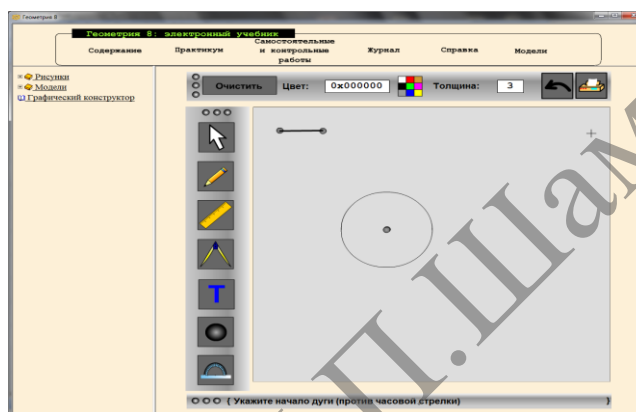 Геометрия 8
Геометрия 8: электронный учебник
Содержание
Практикум
Самостоятельные
и контрольные
работы
Журнал
Справка
Модели
Рисунки
Модели
Графический конструктор
Очистить Цвет: 0x000000 Толщина: 3
T
( Укажите начало дуги (против часовой стрелки) )
П.Шам